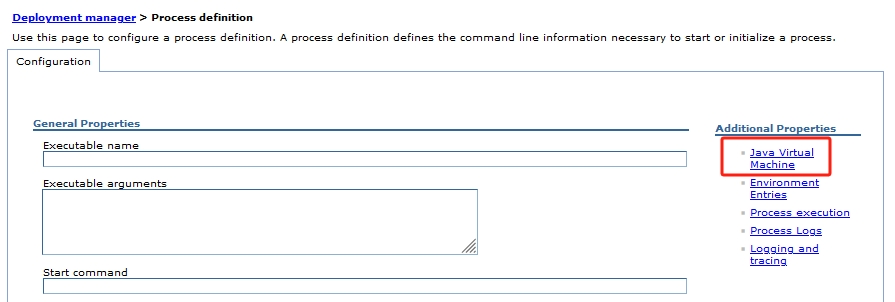 Deployment manager > Process definition
Use this page to configure a process definition. A process definition defines the command line information necessary to start or initialize a process.
Configuration
General Properties
Executable name
Executable arguments
Start command
Additional Properties
Java Virtual
Machine
Environment
Entries
Process execution
Process Logs
Logging and
tracing